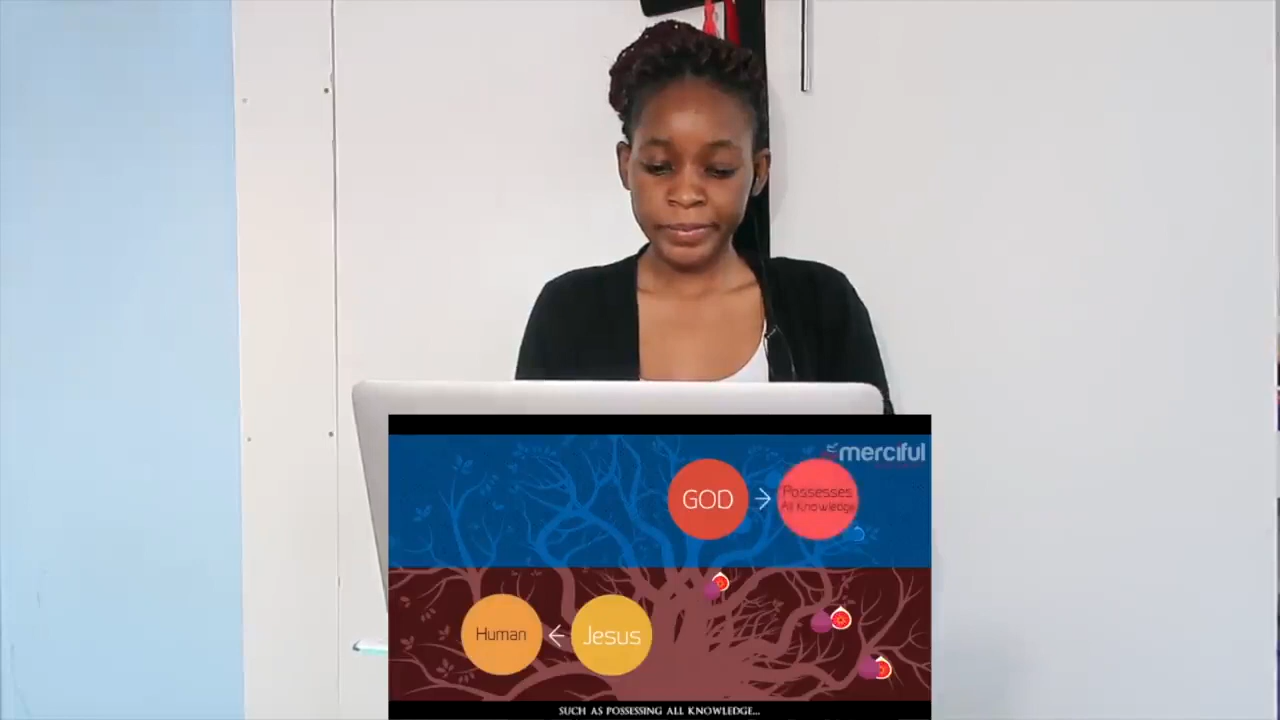 merciful
GOD
Possesses
All Knowledge
Human
Jesus
SUCH AS POSSESSING ALL KNOWLEDGE...